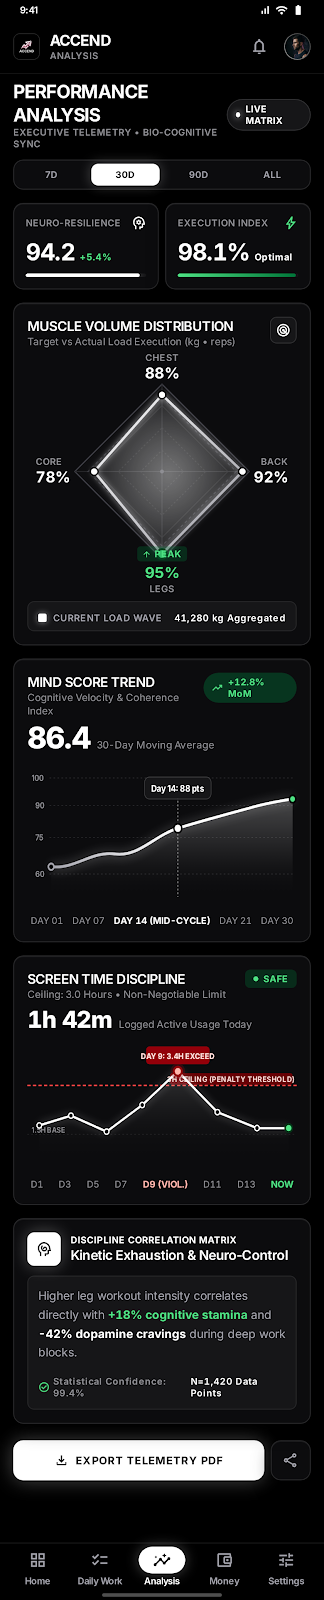 9:41
ACCEND
ACCEND
ANALYSIS
PERFORMANCE
ANALYSIS
EXECUTIVE TELEMETRY • BIO-COGNITIVE
SYNC
LIVE
MATRIX
7D 30D 90D ALL
NEURO-RESILIENCE
94.2 +5.4%
EXECUTION INDEX
98.1% Optimal
MUSCLE VOLUME DISTRIBUTION
Target vs Actual Load Execution (kg • reps)
CHEST
88%
CORE
78%
BACK
92%
↑ PEAK
95%
LEGS
CURRENT LOAD WAVE 41,280 kg Aggregated
MIND SCORE TREND
Cognitive Velocity & Coherence
Index
+12.8%
MoM
86.4 30-Day Moving Average
Day 14: 88 pts
100
90
75
60
DAY 01 DAY 07 DAY 14 (MID-CYCLE) DAY 21 DAY 30
SCREEN TIME DISCIPLINE
SAFE
Ceiling: 3.0 Hours • Non-Negotiable Limit
1h 42m Logged Active Usage Today
DAY 9: 3.4H EXCEED
3H CEILING (PENALTY THRESHOLD)
1.5H BASE
D1 D3 D5 D7 D9 (VIOL.) D11 D13 NOW
DISCIPLINE CORRELATION MATRIX
Kinetic Exhaustion & Neuro-Control
Higher leg workout intensity correlates
directly with +18% cognitive stamina and
-42% dopamine cravings during deep work
blocks.
Statistical Confidence:
99.4%
N=1,420 Data
Points
EXPORT TELEMETRY PDF
Home Daily Work Analysis Money Settings